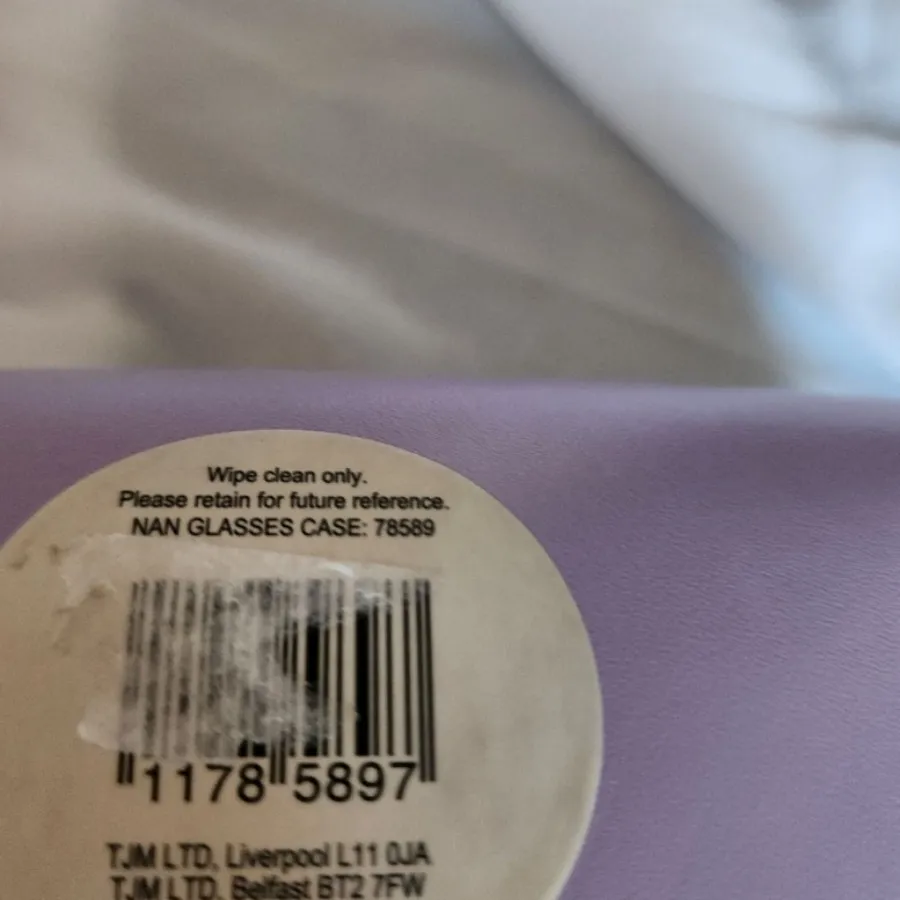 Wipe clean only.
Please retain for future reference.
NAN GLASSES CASE: 78589
1178 5897
TJM LTD, Liverpool L11 0JA
TJM LTD, Belfast BT2 7FW